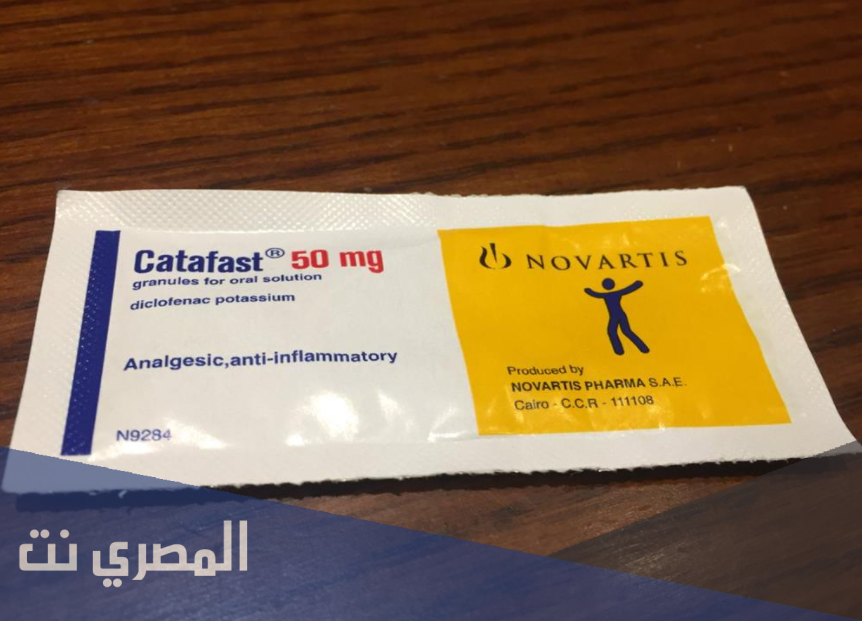 Catafast® 50 mg
granules for oral solution
diclofenac potassium
Analgesic,anti-inflammatory
N9284
NOVARTIS
Produced by
NOVARTIS PHARMA S.A.E.
Cairo - C.C.R - 111108
المصري نت